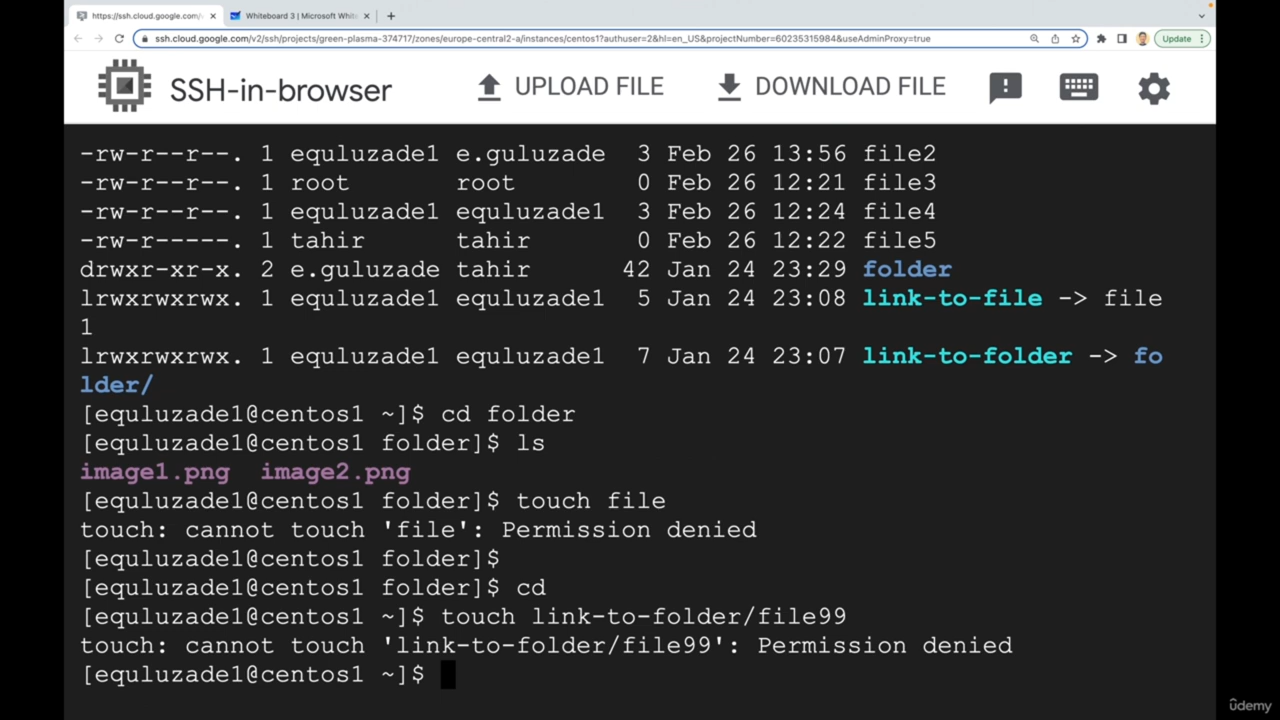 https://ssh.cloud.google.com/v
Whiteboard 3 | Microsoft Whit
ssh.cloud.google.com/v2/ssh/projects/green-plasma-374717/zones/europe-central2-a/instances/centos1?authuser=2&hl=en_US&projectNumber=60235315984&useAdminProxy=true
Update
SSH-in-browser
UPLOAD FILE
DOWNLOAD FILE
-rw-r--r--. 1 equluzade1 e.guluzade 3 Feb 26 13:56 file2
-rw-r--r--. 1 root root 0 Feb 26 12:21 file3
-rw-r--r--. 1 equluzade1 equluzade1 3 Feb 26 12:24 file4
-rw-r-----. 1 tahir tahir 0 Feb 26 12:22 file5
drwxr-xr-x. 2 e.guluzade tahir 42 Jan 24 23:29 folder
lrwxrwxrwx. 1 equluzade1 equluzade1 5 Jan 24 23:08 link-to-file -> file
1
lrwxrwxrwx. 1 equluzade1 equluzade1 7 Jan 24 23:07 link-to-folder -> fo
lder/
[equluzade1@centos1 ~]$ cd folder
[equluzade1@centos1 folder]$ ls
image1.png image2.png
[equluzade1@centos1 folder]$ touch file
touch: cannot touch 'file': Permission denied
[equluzade1@centos1 folder]$
[equluzade1@centos1 folder]$ cd
[equluzade1@centos1 ~]$ touch link-to-folder/file99
touch: cannot touch 'link-to-folder/file99': Permission denied
[equluzade1@centos1 ~]$
udemy